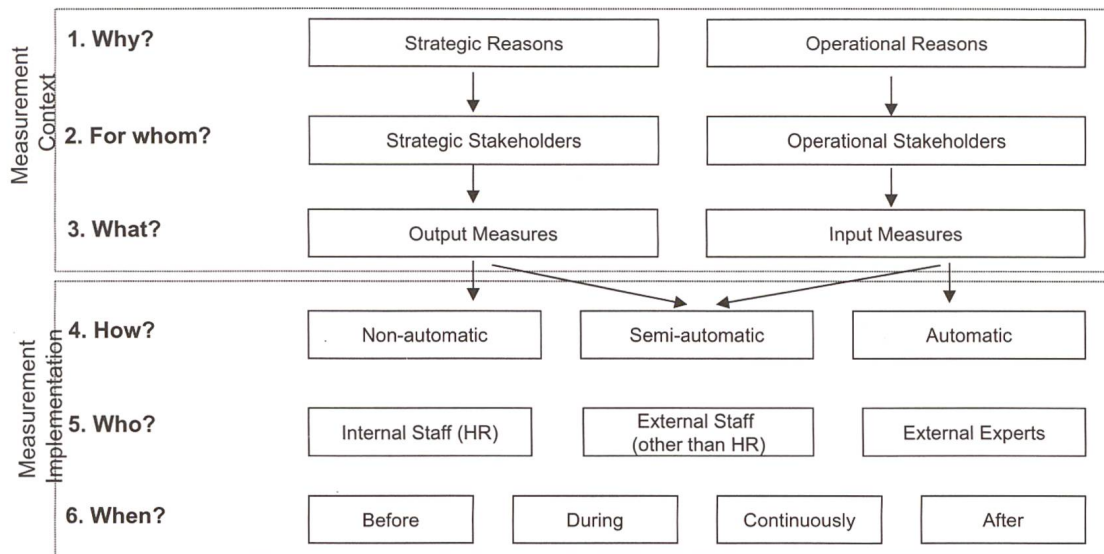 Measurement
Context
1. Why?
Strategic Reasons
Operational Reasons
2. For whom?
Strategic Stakeholders
Operational Stakeholders
3. What?
Output Measures
Input Measures
Measurement
Implementation
4. How?
Non-automatic
Semi-automatic
Automatic
5. Who?
Internal Staff (HR)
External Staff
(other than HR)
External Experts
6. When?
Before
During
Continuously
After